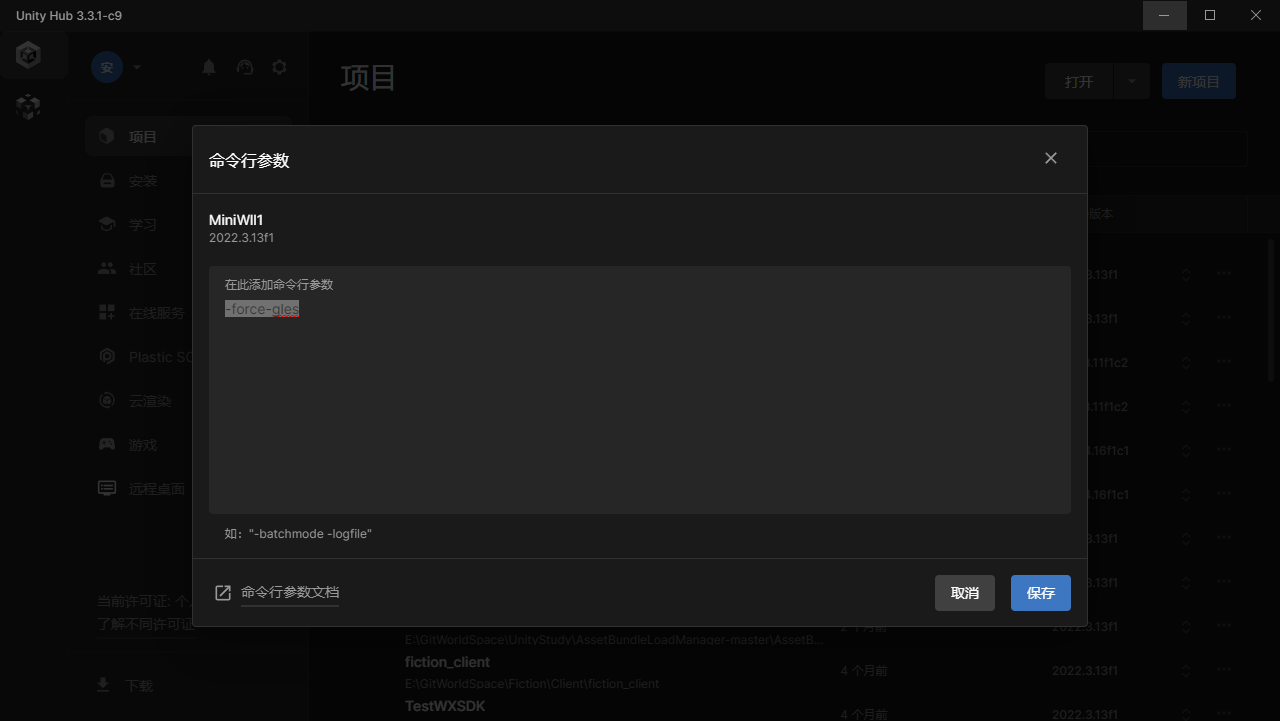 Unity Hub 3.3.1-c9
安
项目
打开
新项目
项目
安装
学习
社区
在线服务
Plastic SC
云渲染
游戏
远程桌面
当前许可证: 个人
了解不同许可证
下载
命令行参数
MiniWll1
2022.3.13f1
在此添加命令行参数
-force-gles
如："-batchmode -logfile"
命令行参数文档
取消
保存
版本
3.13f1
3.13f1
.11f1c2
.11f1c2
.16f1c1
.16f1c1
3.13f1
3.13f1
2 个月前
2022.3.13f1
E:\GitWorldSpace\UnityStudy\AssetBundleLoadManager-master\AssetB...
fiction_client
4 个月前
2022.3.13f1
E:\GitWorldSpace\Fiction\Client\fiction_client
TestWXSDK
4 个月前
2022.3.13f1